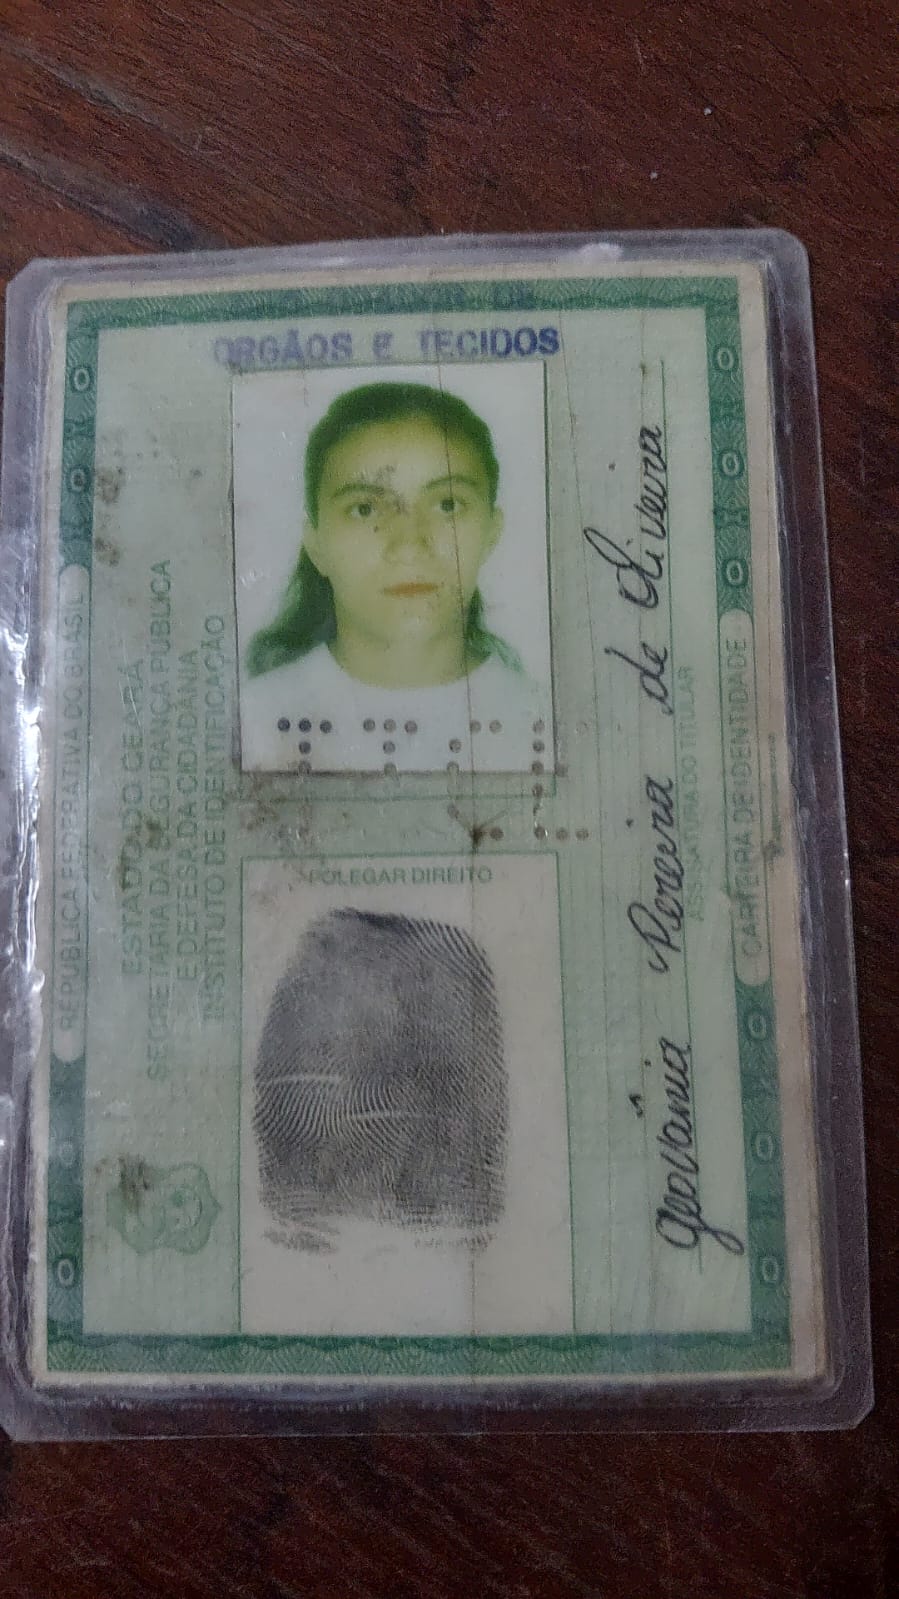 ORGÃOS E TECIDOS
REPÚBLICA FEDERATIVA DO BRASIL
ESTADO DO CEARÁ
SECRETARIA DA SEGURANÇA PÚBLICA
E DEFESA DA CIDADANIA
INSTITUTO DE IDENTIFICAÇÃO
POLEGAR DIREITO
Geovânia Pereira de Oliveira
ASSINATURA DO TITULAR
CARTEIRA DE IDENTIDADE